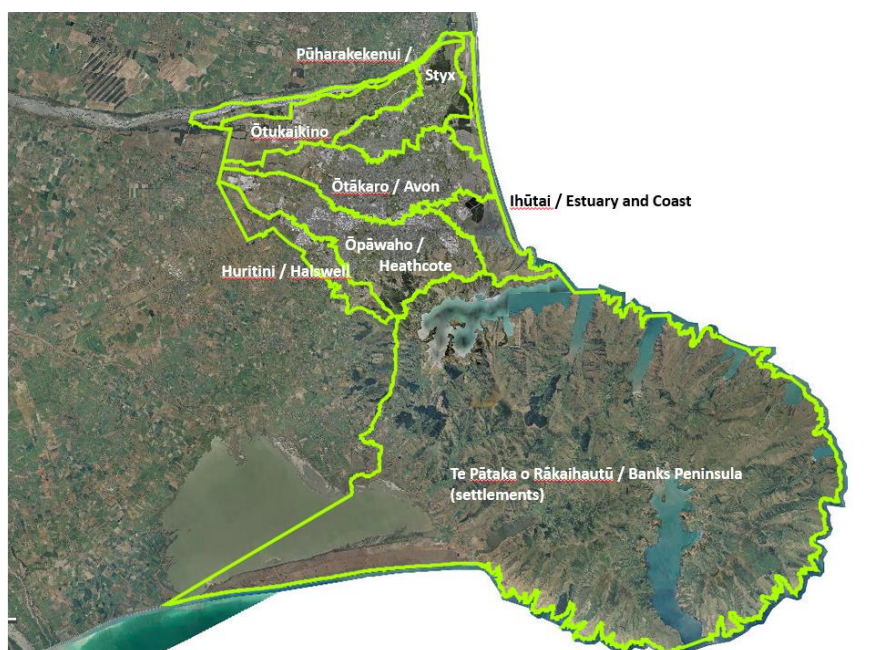 Pūharakekenui /
Styx
Ōtukaikino
Ōtākaro / Avon
Ihūtai / Estuary and Coast
Ōpāwaho /
Heathcote
Huritini / Halswell
Te Pātaka o Rākaihautū / Banks Peninsula
(settlements)